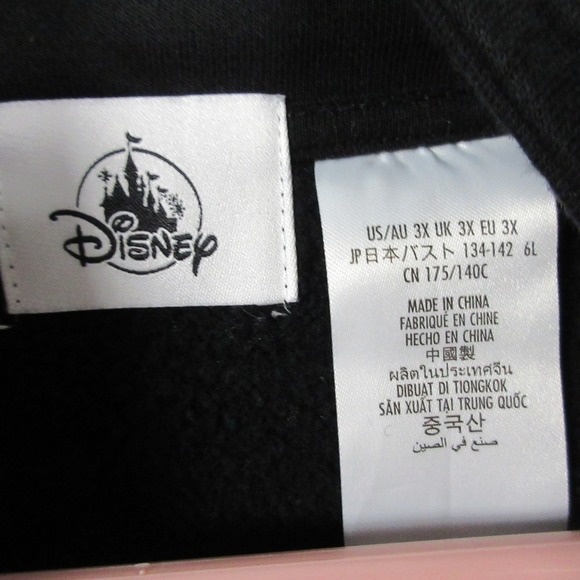 DISNEY
US/AU 3X UK 3X EU 3X
JP日本バスト 134-142 6L
CN 175/140C
MADE IN CHINA
FABRIQUÉ EN CHINE
HECHO EN CHINA
中國製
ผลิตในประเทศจีน
DIBUAT DI TIONGKOK
SẢN XUẤT TẠI TRUNG QUỐC
중국산
صنع في الصين